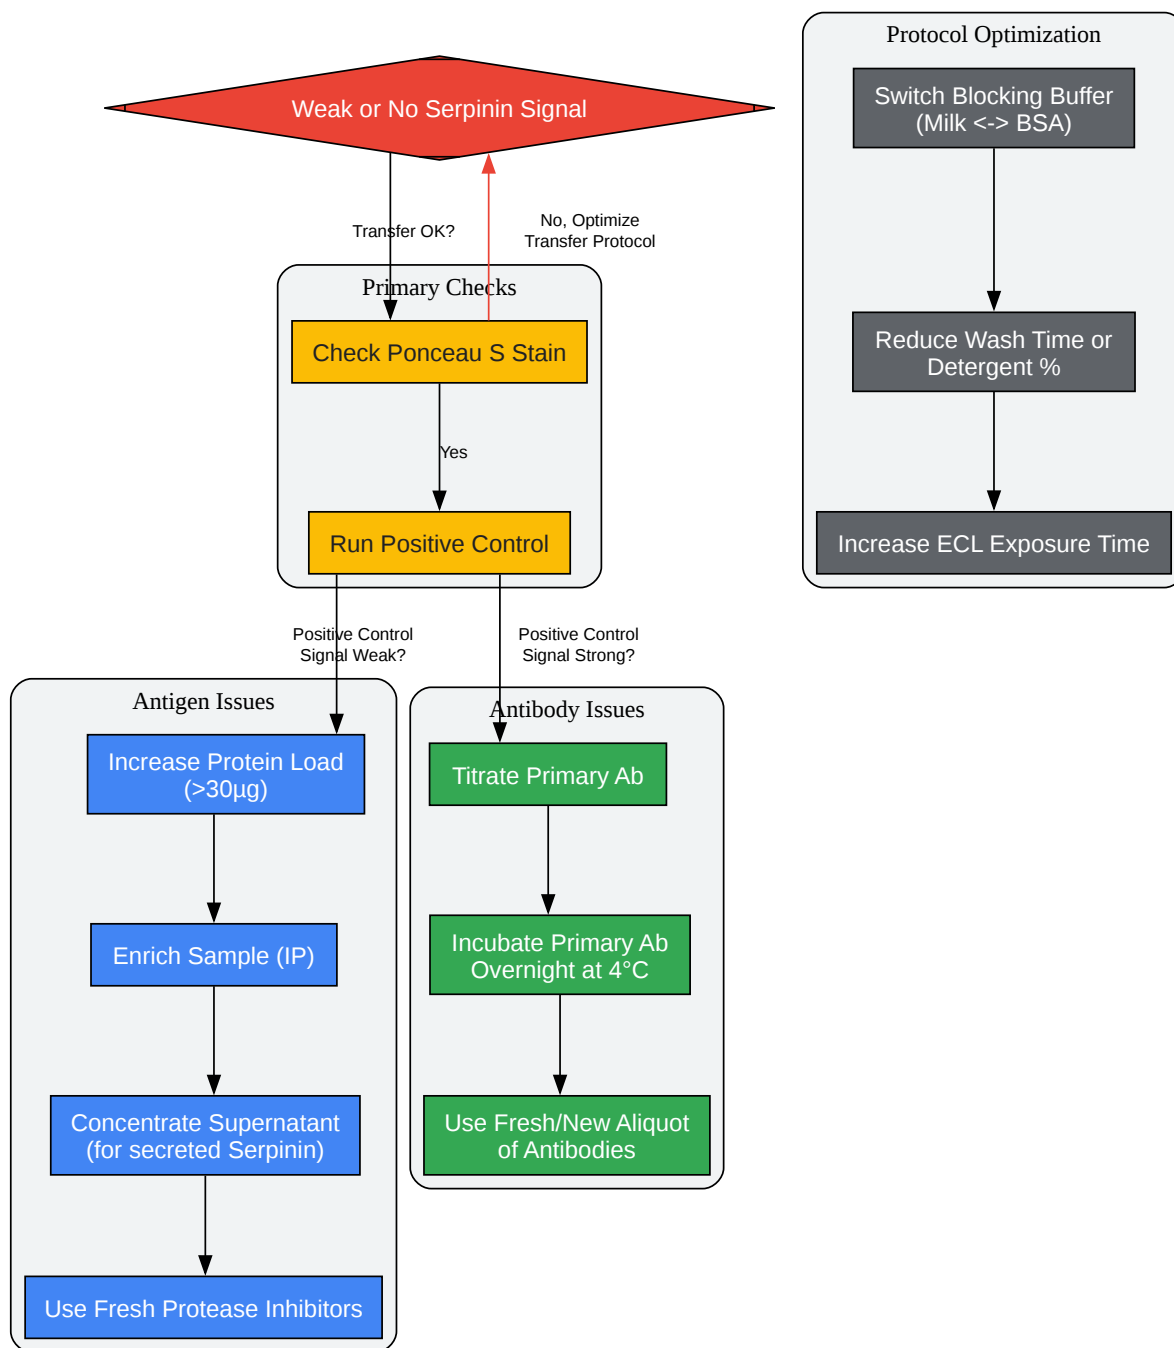 Weak or No Serpinin Signal
Transfer OK?
No, Optimize
Transfer Protocol
Primary Checks
Check Ponceau S Stain
Yes
Run Positive Control
Positive Control
Signal Weak?
Positive Control
Signal Strong?
Antigen Issues
Increase Protein Load
(>30µg)
Enrich Sample (IP)
Concentrate Supernatant
(for secreted Serpinin)
Use Fresh Protease Inhibitors
Antibody Issues
Titrate Primary Ab
Incubate Primary Ab
Overnight at 4°C
Use Fresh/New Aliquot
of Antibodies
Protocol Optimization
Switch Blocking Buffer
(Milk <-> BSA)
Reduce Wash Time or
Detergent %
Increase ECL Exposure Time